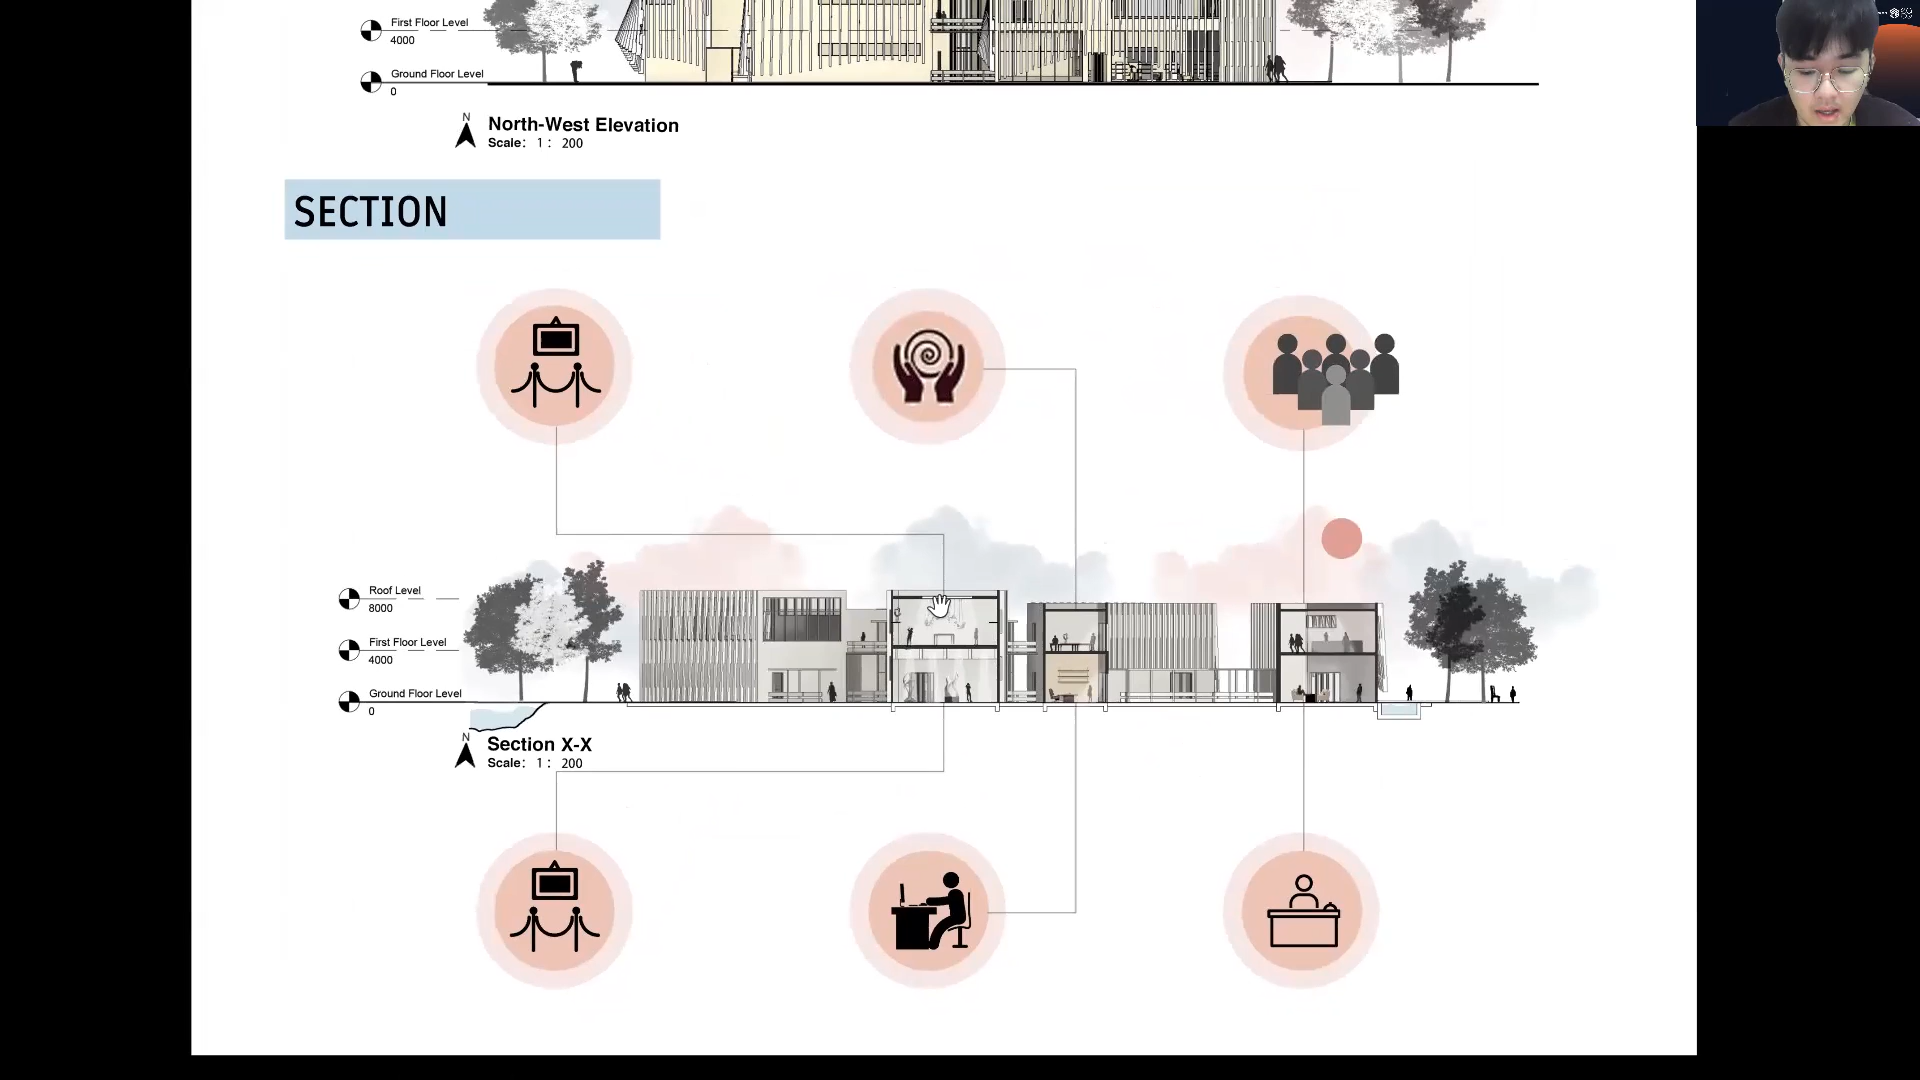 First Floor Level
4000
Ground Floor Level
0
N
North-West Elevation
Scale: 1 : 200
SECTION
Roof Level
8000
First Floor Level
4000
Ground Floor Level
0
N
Section X-X
Scale: 1 : 200